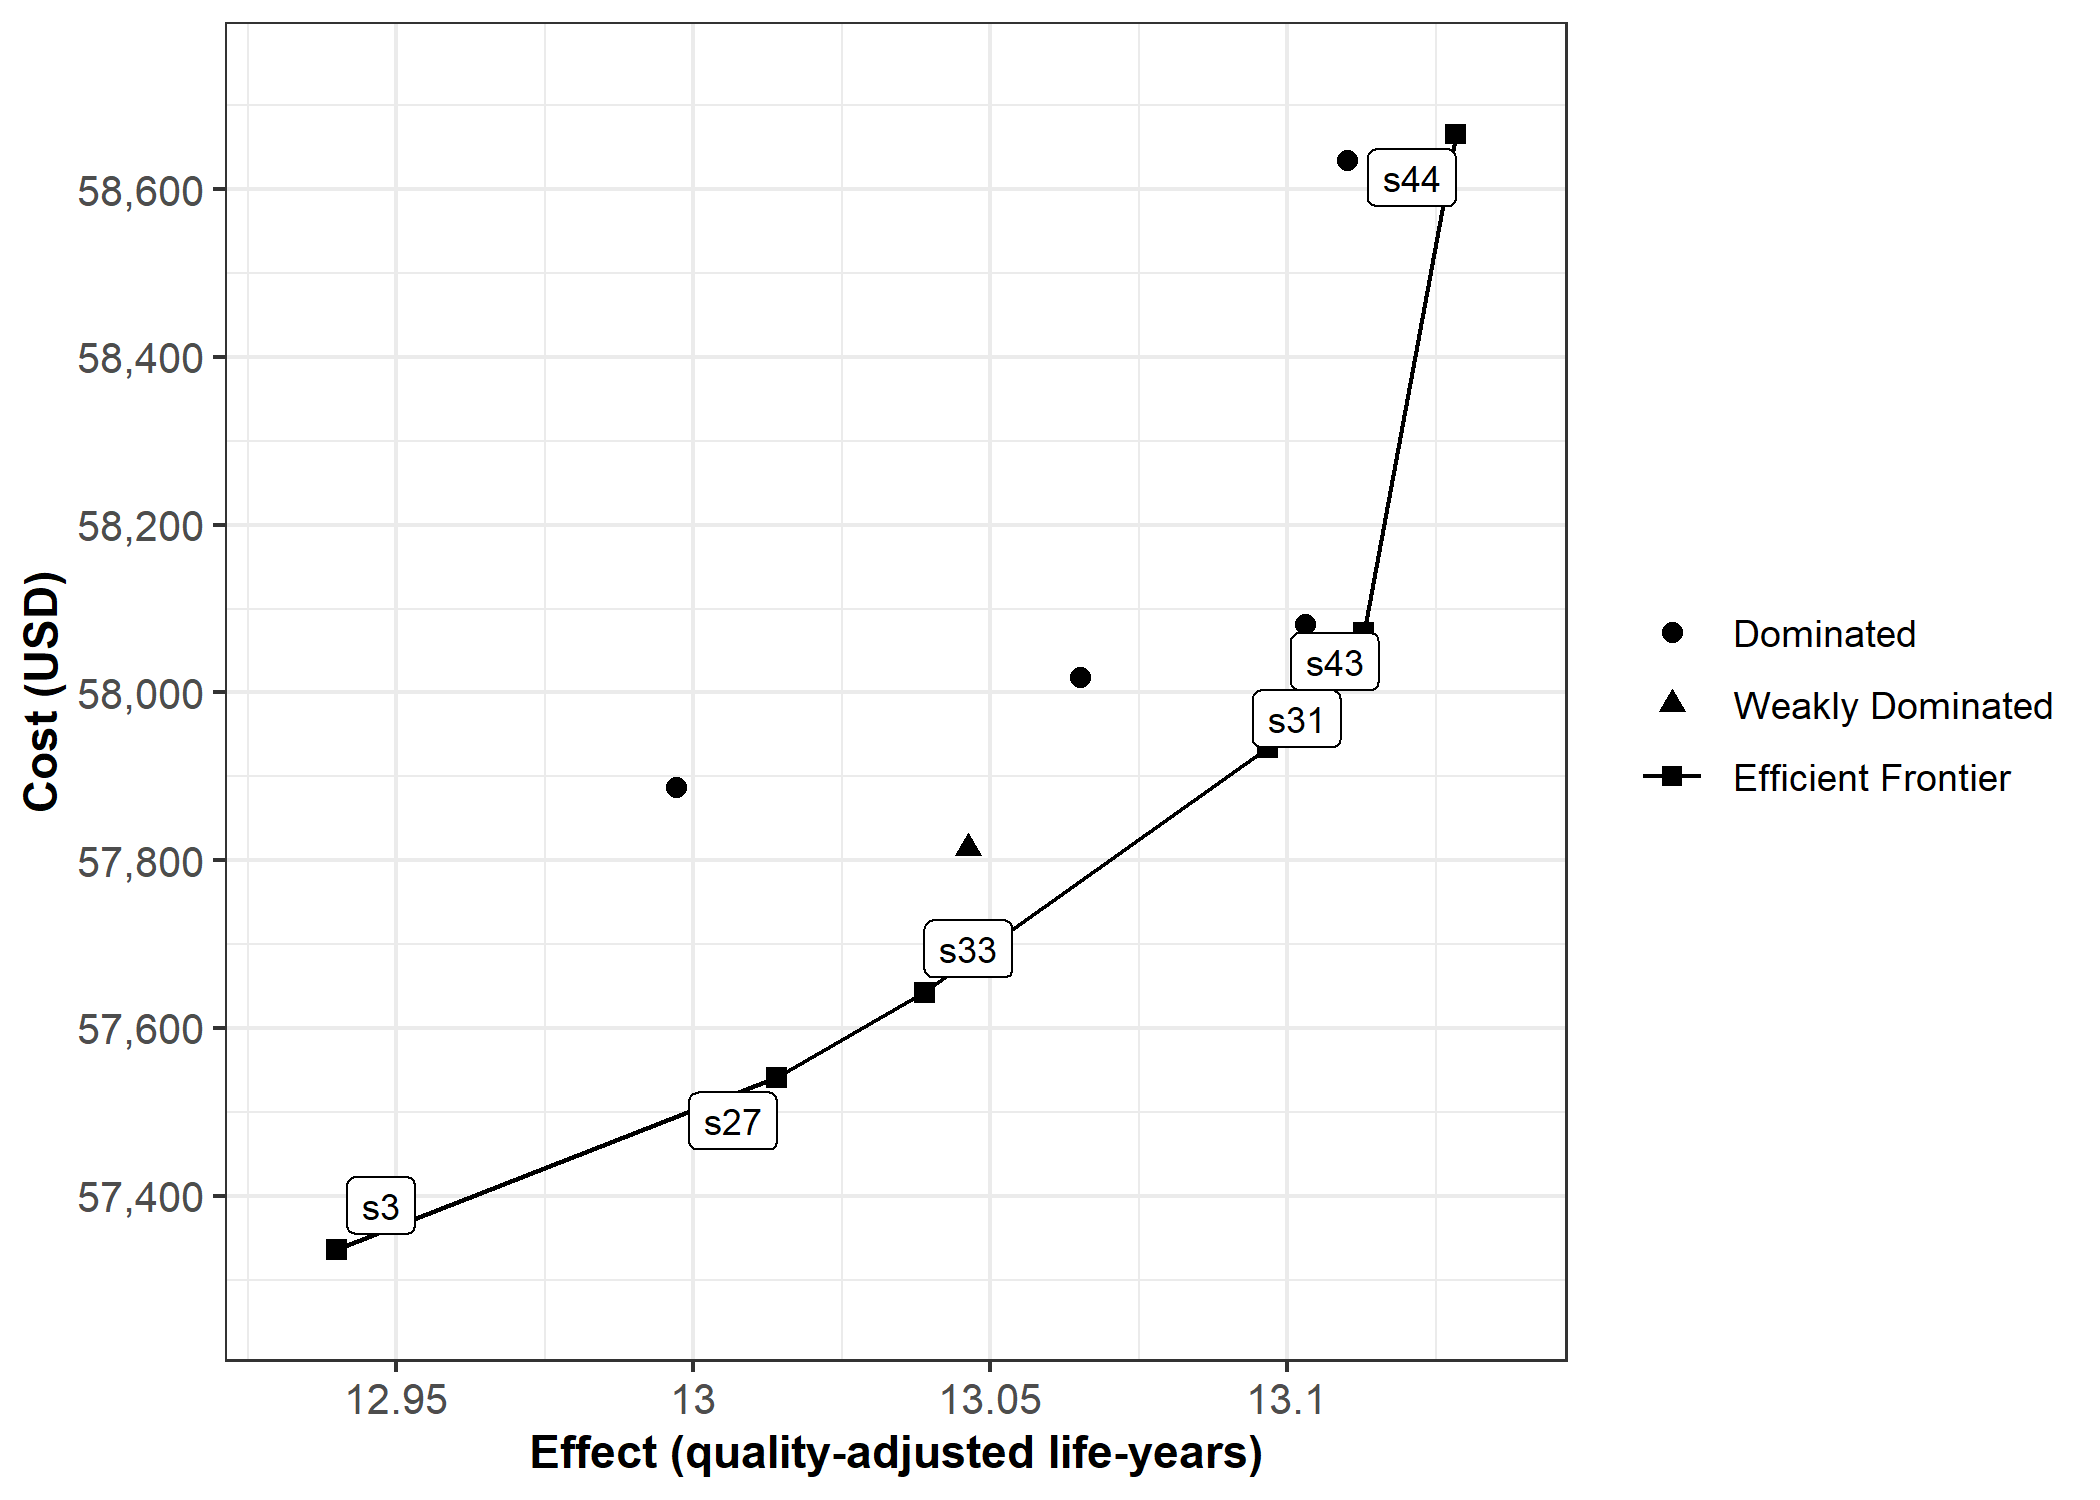 58,600
58,400
58,200
58,000
57,800
57,600
57,400
Cost (USD)
s44
s43
s31
s33
s27
s3
12.95
13
13.05
13.1
Effect (quality-adjusted life-years)
Dominated
Weakly Dominated
Efficient Frontier